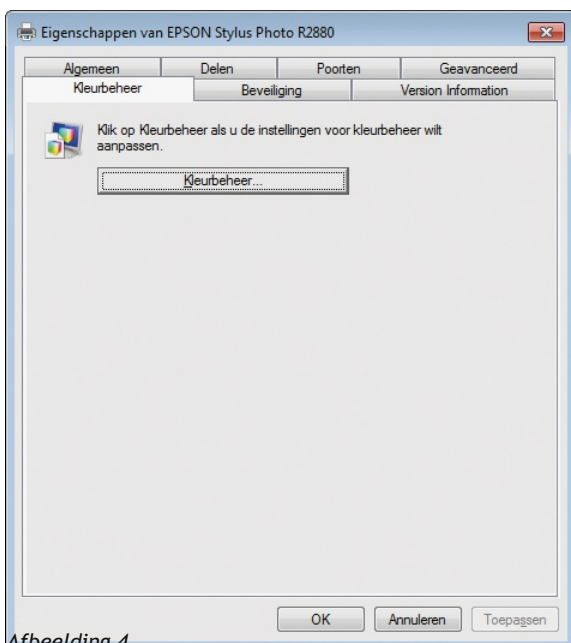 Eigenschappen van EPSON Stylus Photo R2880
Algemeen Delen Poorten Geavanceerd
Kleurbeheer Beveiliging Version Information
Klik op Kleurbeheer als u de instellingen voor kleurbeheer wilt
aanpassen.
Kleurbeheer...
OK Annuleren Toepassen
Afbeelding 4